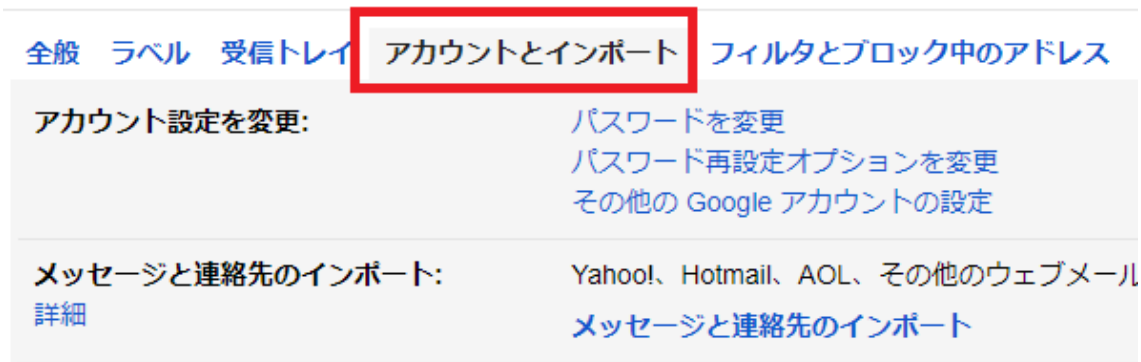 全般 ラベル 受信トレイ アカウントとインポート フィルタとブロック中のアドレス
アカウント設定を変更: パスワードを変更
パスワード再設定オプションを変更
その他の Google アカウントの設定
メッセージと連絡先のインポート: Yahoo!、Hotmail、AOL、その他のウェブメール
詳細
メッセージと連絡先のインポート